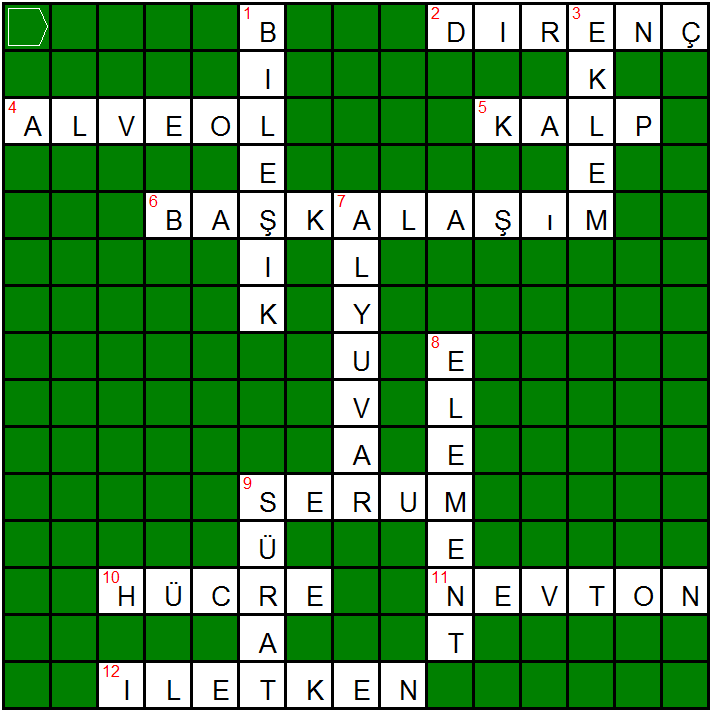 1 B 2 D I R 3 E N Ç
I K
4 A L V E O L 5 K A L P
E E
6 B A Ş K 7 A L A Ş ı M
I L
K Y
U 8 E
V L
A E
9 S E R U M
Ü E
10 H Ü C R E 11 N E V T O N
A T
12 I L E T K E N